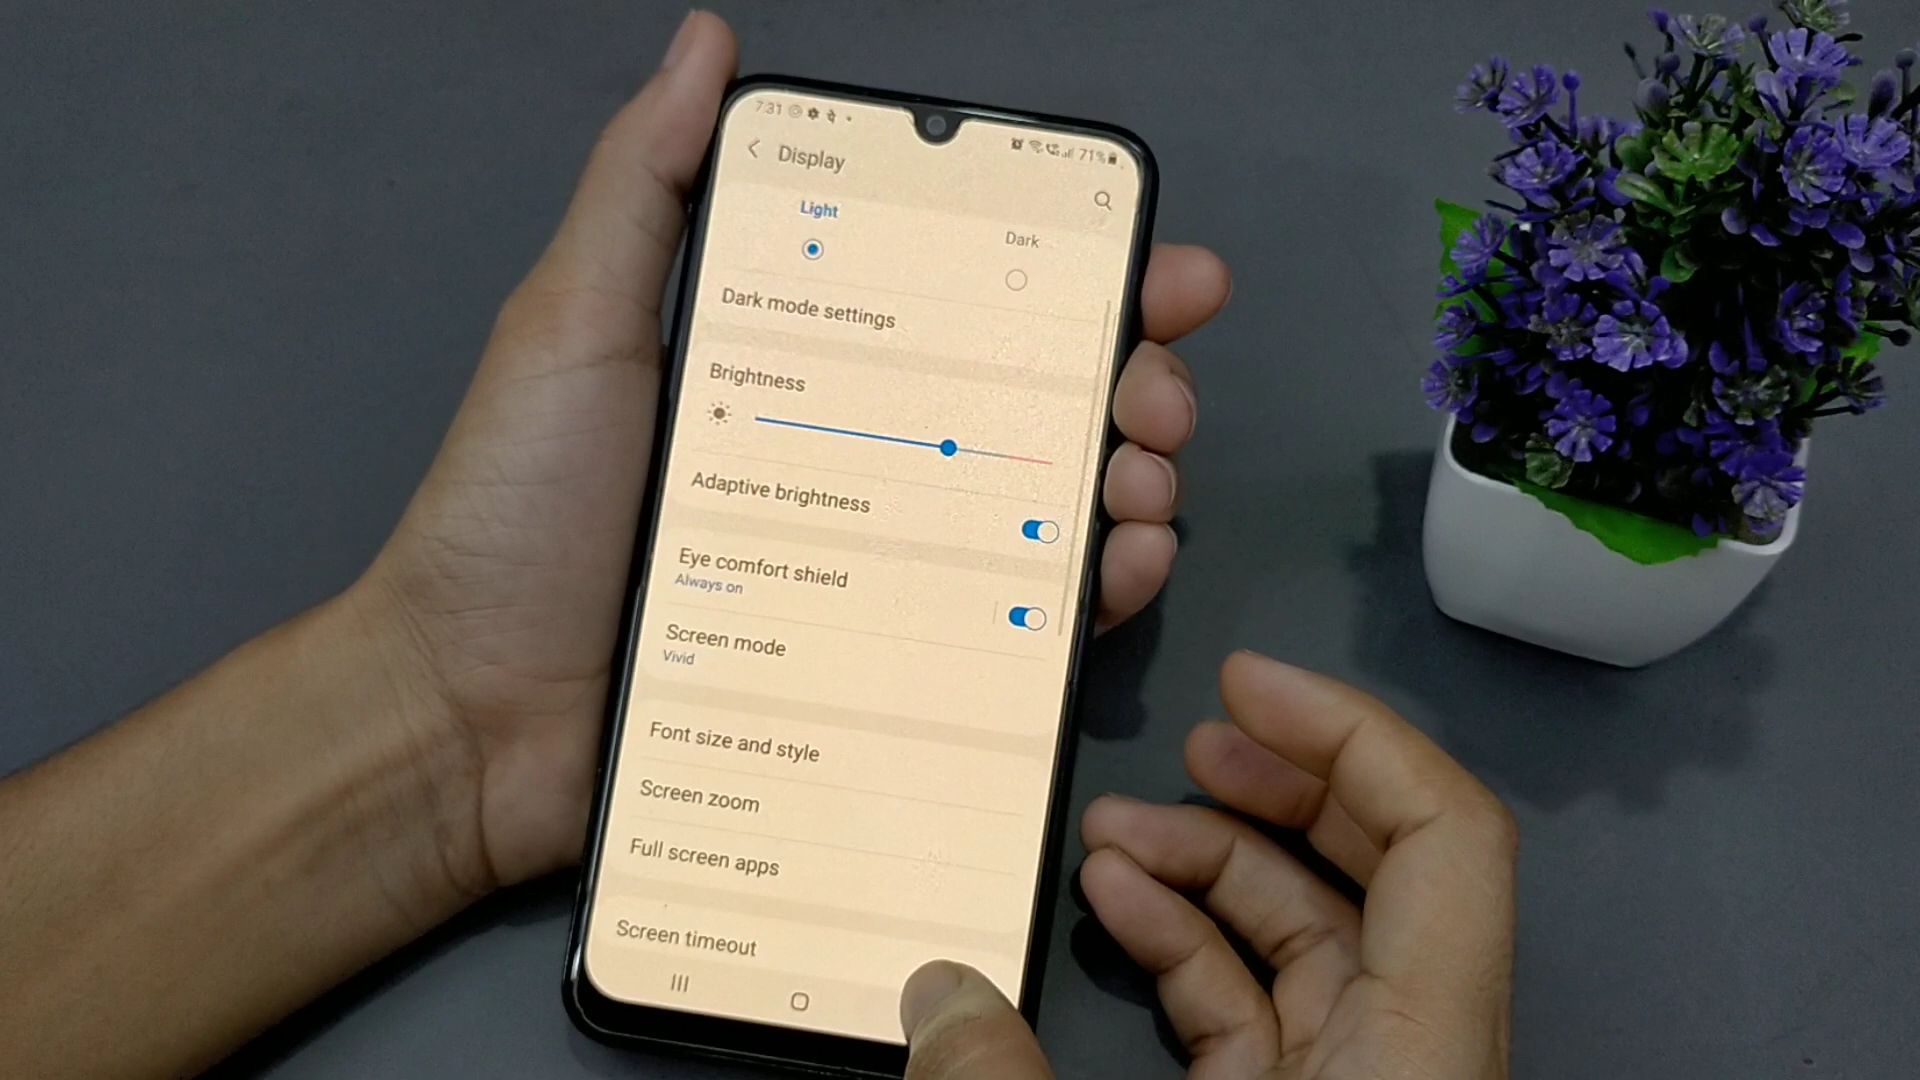 7:31
71%
Display
Light
Dark
Dark mode settings
Brightness
Adaptive brightness
Eye comfort shield
Always on
Screen mode
Vivid
Font size and style
Screen zoom
Full screen apps
Screen timeout